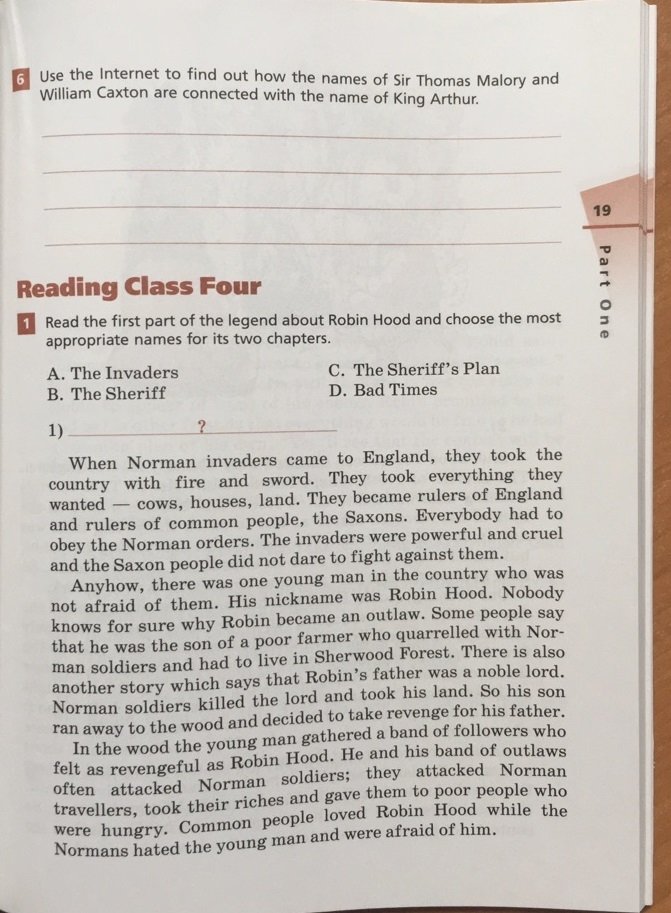 6 Use the Internet to find out how the names of Sir Thomas Malory and
William Caxton are connected with the name of King Arthur.
19
Part One
Reading Class Four
1 Read the first part of the legend about Robin Hood and choose the most
appropriate names for its two chapters.
A. The Invaders
B. The Sheriff
C. The Sheriff's Plan
D. Bad Times
1) ?
When Norman invaders came to England, they took the
country with fire and sword. They took everything they
wanted — cows, houses, land. They became rulers of England
and rulers of common people, the Saxons. Everybody had to
obey the Norman orders. The invaders were powerful and cruel
and the Saxon people did not dare to fight against them.
Anyhow, there was one young man in the country who was
not afraid of them. His nickname was Robin Hood. Nobody
knows for sure why Robin became an outlaw. Some people say
that he was the son of a poor farmer who quarrelled with Nor-
man soldiers and had to live in Sherwood Forest. There is also
another story which says that Robin's father was a noble lord.
Norman soldiers killed the lord and took his land. So his son
ran away to the wood and decided to take revenge for his father.
In the wood the young man gathered a band of followers who
felt as revengeful as Robin Hood. He and his band of outlaws
often attacked Norman soldiers; they attacked Norman
travellers, took their riches and gave them to poor people who
were hungry. Common people loved Robin Hood while the
Normans hated the young man and were afraid of him.